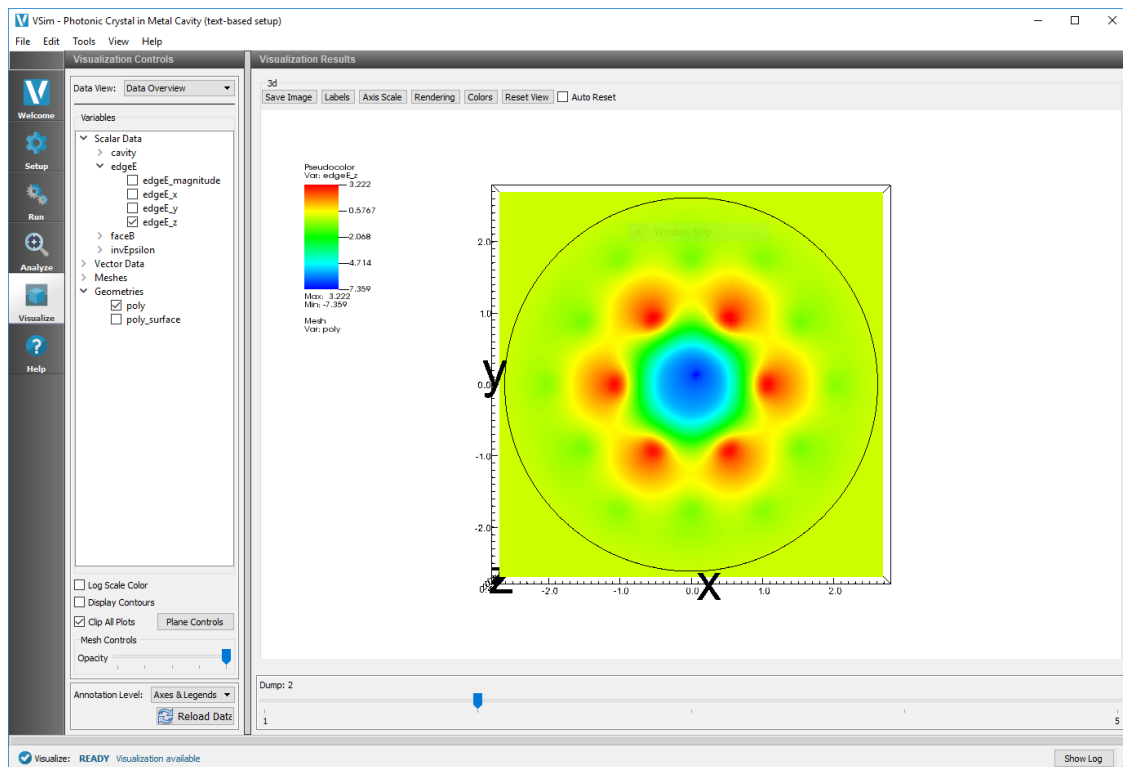 VSim - Photonic Crystal in Metal Cavity (text-based setup)
File Edit Tools View Help
Visualization Controls
Visualization Results
Welcome
Setup
Run
Analyze
Visualize
Help
Data View: Data Overview
Variables
Scalar Data
cavity
edgeE
edgeE_magnitude
edgeE_x
edgeE_y
edgeE_z
faceB
invEpsilon
Vector Data
Meshes
Geometries
poly
poly_surface
Log Scale Color
Display Contours
Clip All Plots Plane Controls
Mesh Controls
Opacity
Annotation Level: Axes & Legends
Reload Data
3d
Save Image Labels Axis Scale Rendering Colors Reset View Auto Reset
Pseudocolor
Var: edgeE_z
3.222
0.5767
-2.068
-4.714
-7.359
Max: 3.222
Min: -7.359
Mesh
Var: poly
Window Snip
2.0
1.0
y
0.0
-1.0
-2.0
z
x
-2.0 -1.0 0.0 1.0 2.0
Dump: 2
1 5
Visualize: READY Visualization available
Show Log